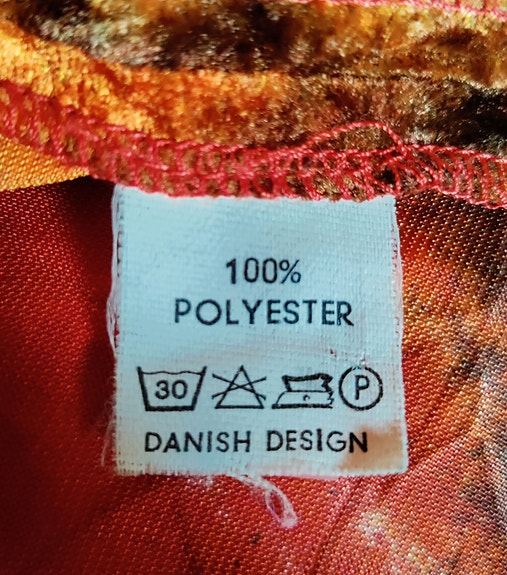 100%
POLYESTER
30 P
DANISH DESIGN